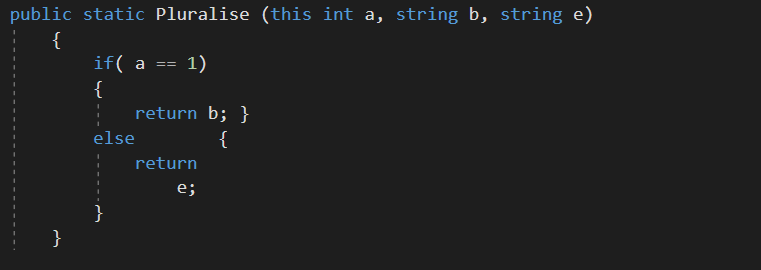 public static Pluralise (this int a, string b, string e)
{
if( a == 1)
{
return b; }
else {
return
e;
}
}